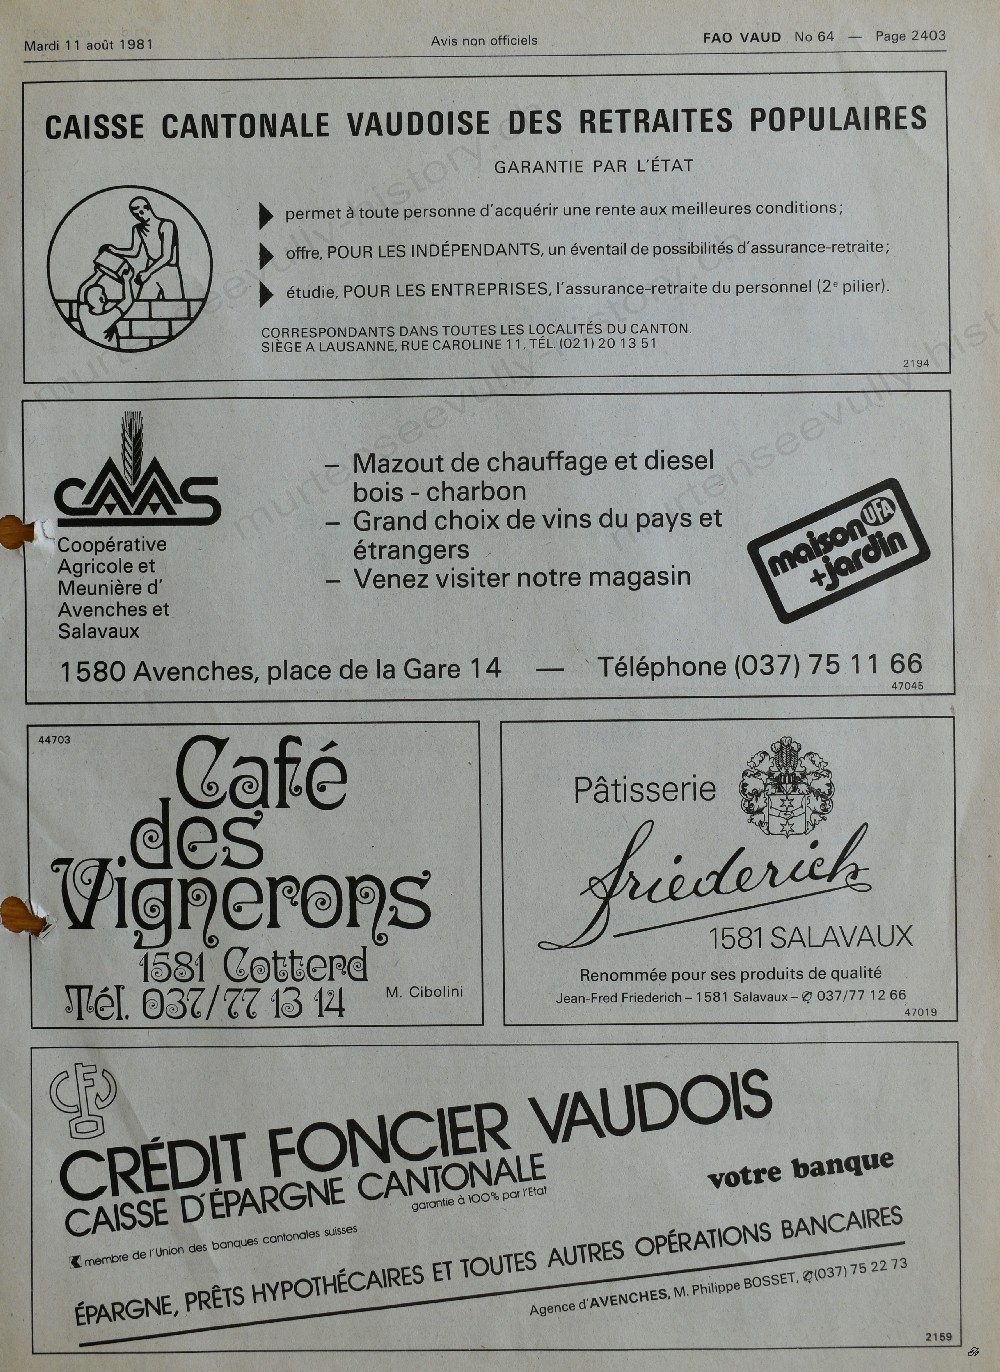 Mardi 11 août 1981 Avis non officiels FAO VAUD No 64 — Page 2403
CAISSE CANTONALE VAUDOISE DES RETRAITES POPULAIRES
GARANTIE PAR L'ÉTAT
permet à toute personne d'acquérir une rente aux meilleures conditions;
offre, POUR LES INDÉPENDANTS, un éventail de possibilités d'assurance-retraite;
étudie, POUR LES ENTREPRISES, l'assurance-retraite du personnel (2e pilier).
CORRESPONDANTS DANS TOUTES LES LOCALITÉS DU CANTON.
SIÈGE A LAUSANNE, RUE CAROLINE 11, TÉL. (021) 20 13 51
2194
CAMAS
Coopérative
Agricole et
Meunière d'
Avenches et
Salavaux
– Mazout de chauffage et diesel
bois - charbon
– Grand choix de vins du pays et
étrangers
– Venez visiter notre magasin
UFA
maison
+jardin
1580 Avenches, place de la Gare 14 — Téléphone (037) 75 11 66
47045
44703
Café
des
Vignerons
1581 Cotterd
Tél. 037/77 13 14
M. Cibolini
Pâtisserie
Friederich
1581 SALAVAUX
Renommée pour ses produits de qualité
Jean-Fred Friederich – 1581 Salavaux – ✆ 037/77 12 66
47019
CFV
CRÉDIT FONCIER VAUDOIS
CAISSE D'ÉPARGNE CANTONALE
garantie à 100% par l'Etat
votre banque
membre de l'Union des banques cantonales suisses
ÉPARGNE, PRÊTS HYPOTHÉCAIRES ET TOUTES AUTRES OPÉRATIONS BANCAIRES
Agence d'AVENCHES, M. Philippe BOSSET, ✆ (037) 75 22 73
2159
murtenseevully-history.ch
murtenseevully-history.ch
murtenseevully-hist